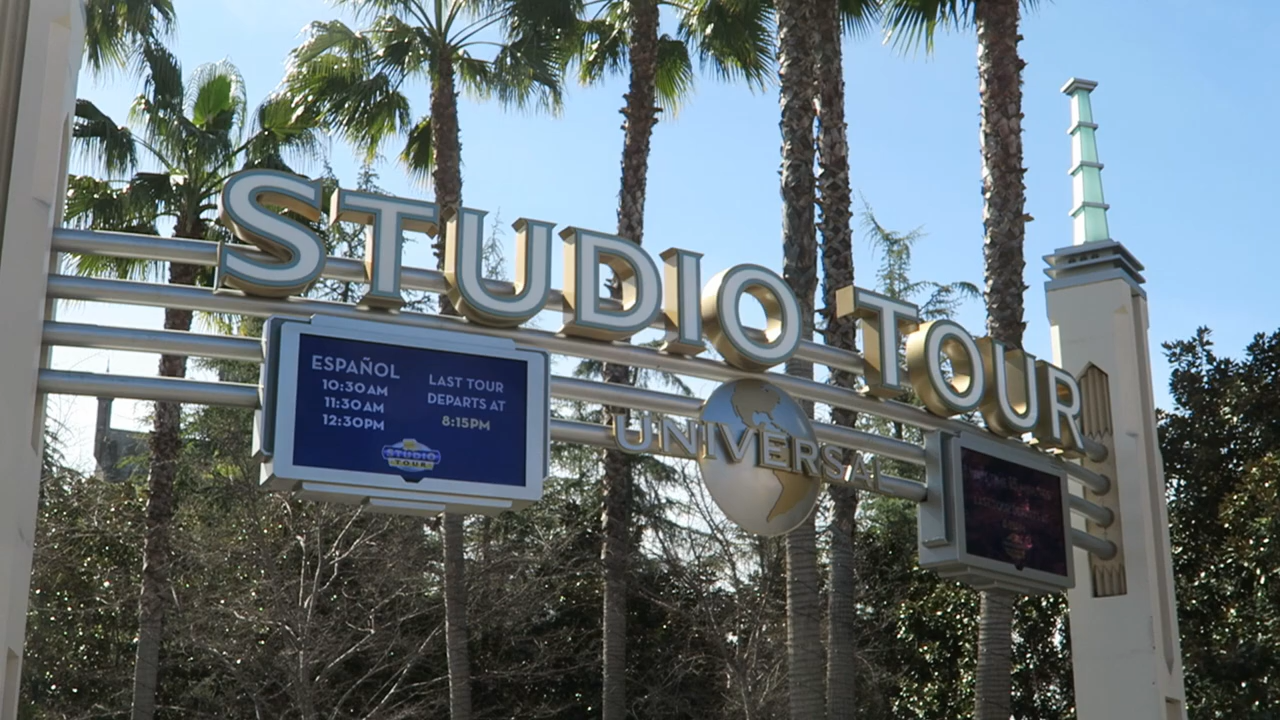 STUDIO TOUR
ESPAÑOL
10:30AM
11:30AM
12:30PM
LAST TOUR
DEPARTS AT
8:15PM
STUDIO
TOUR
UNIVERSAL